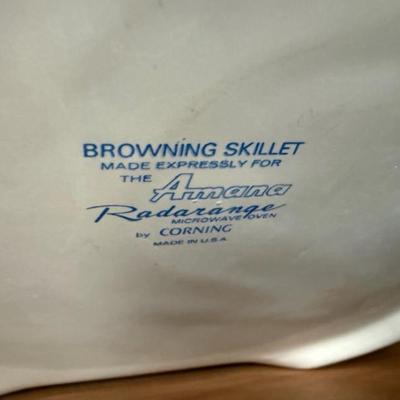 BROWNING SKILLET
MADE EXPRESSLY FOR
THE Amana
Radarange
MICROWAVE OVEN
by CORNING
MADE IN U.S.A.